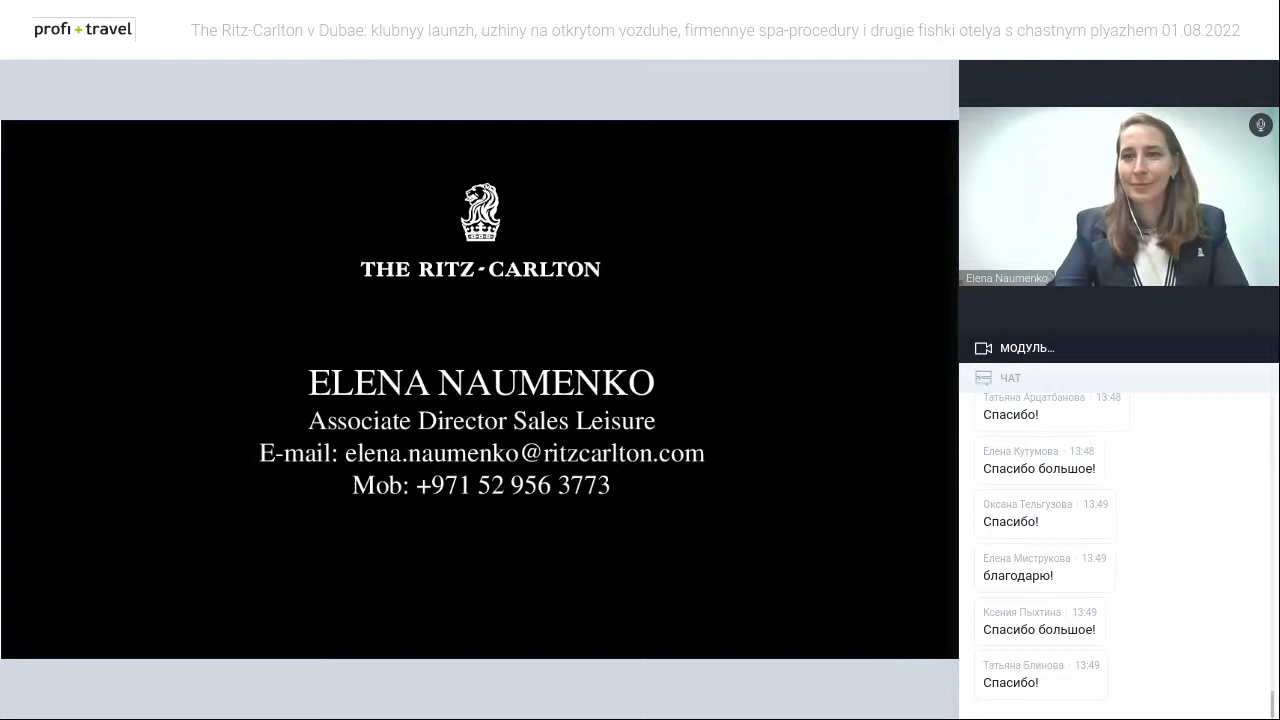 profi + travel
The Ritz-Carlton v Dubae: klubnyy launzh, uzhiny na otkrytom vozduhe, firmennye spa-procedury i drugie fishki otelya s chastnym plyazhem 01.08.2022
THE RITZ-CARLTON
ELENA NAUMENKO
Associate Director Sales Leisure
E-mail: elena.naumenko@ritzcarlton.com
Mob: +971 52 956 3773
Elena Naumenko
МОДУЛЬ...
ЧАТ
Татьяна Арцатбанова 13:48
Спасибо!
Елена Кутумова 13:48
Спасибо большое!
Оксана Тельгузова 13:49
Спасибо!
Елена Миструкова 13:49
благодарю!
Ксения Пыхтина 13:49
Спасибо большое!
Татьяна Блинова 13:49
Спасибо!